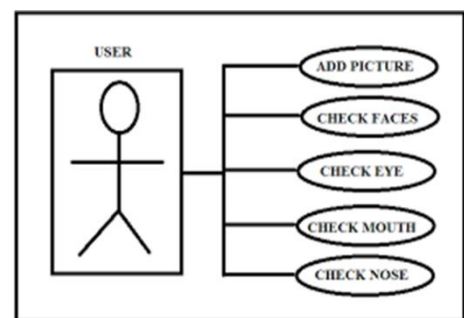 USER
ADD PICTURE
CHECK FACES
CHECK EYE
CHECK MOUTH
CHECK NOSE